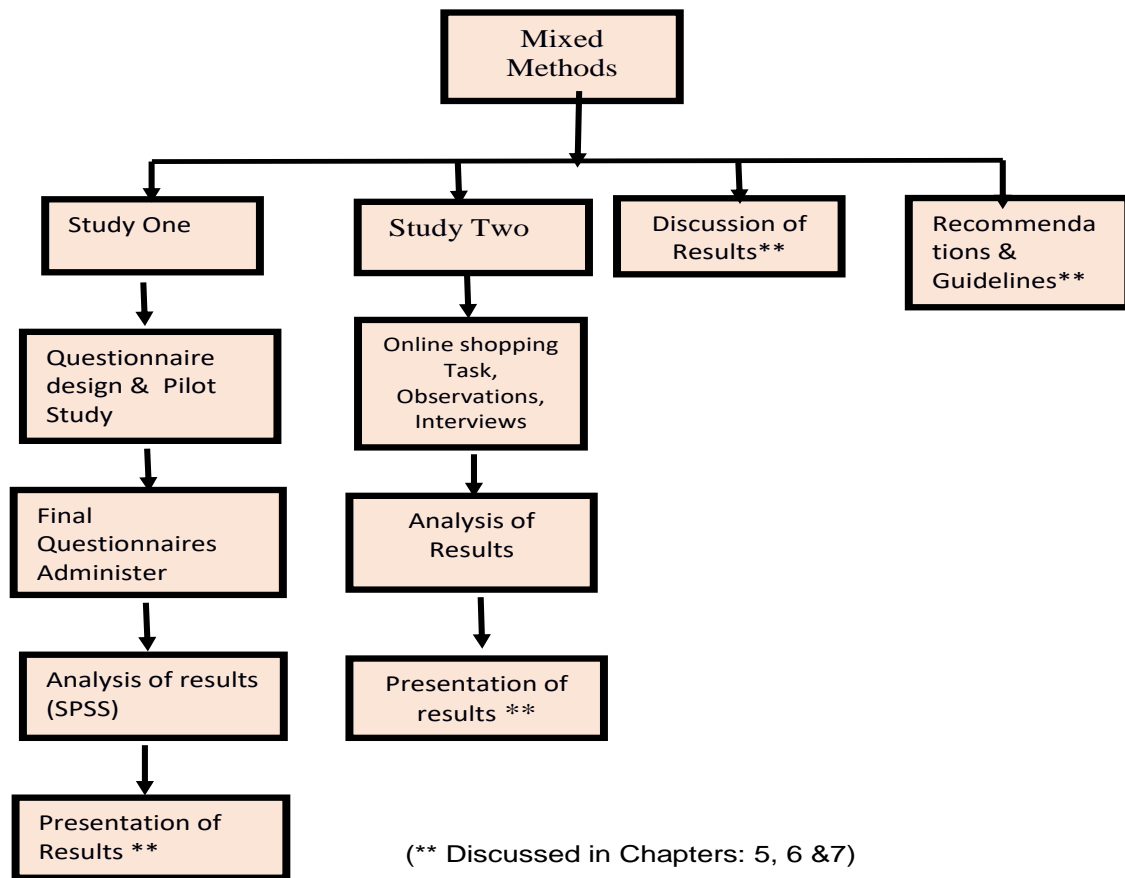 Mixed
Methods
Study One
Study Two
Discussion of
Results**
Recommenda
tions &
Guidelines**
Questionnaire
design & Pilot
Study
Online shopping
Task,
Observations,
Interviews
Final
Questionnaires
Administer
Analysis of
Results
Analysis of results
(SPSS)
Presentation of
results **
Presentation of
Results **
(** Discussed in Chapters: 5, 6 &7)